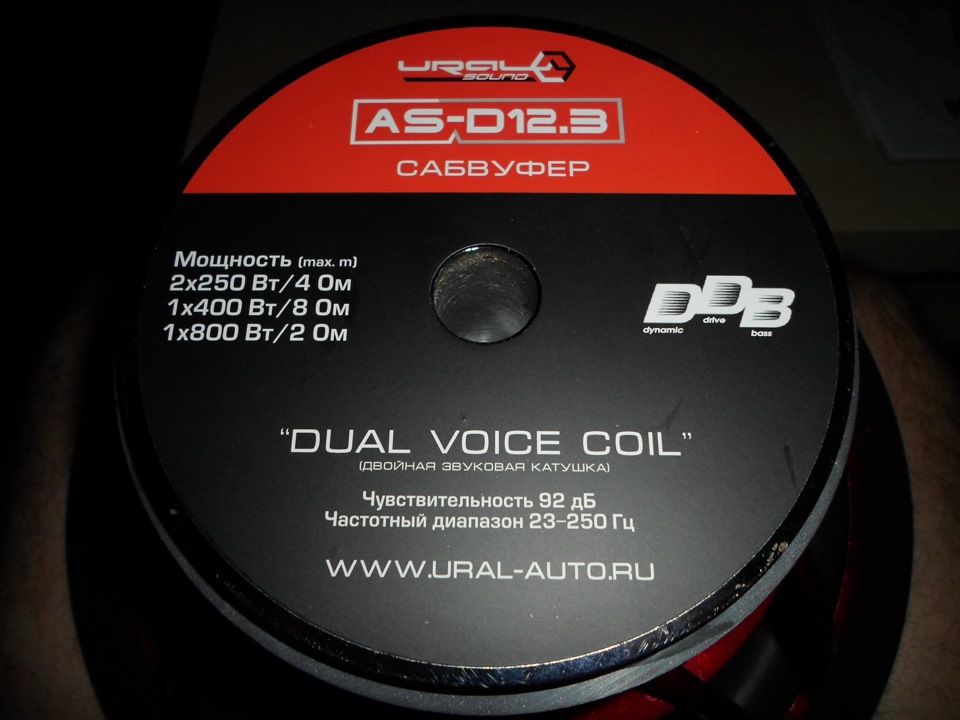 URAL
SOUND
AS-D12.3
САБВУФЕР
Мощность (max. m)
2x250 Вт/4 Ом
1x400 Вт/8 Ом
1x800 Вт/2 Ом
DDB
dynamic drive bass
“DUAL VOICE COIL”
(ДВОЙНАЯ ЗВУКОВАЯ КАТУШКА)
Чувствительность 92 дБ
Частотный диапазон 23-250 Гц
WWW.URAL-AUTO.RU